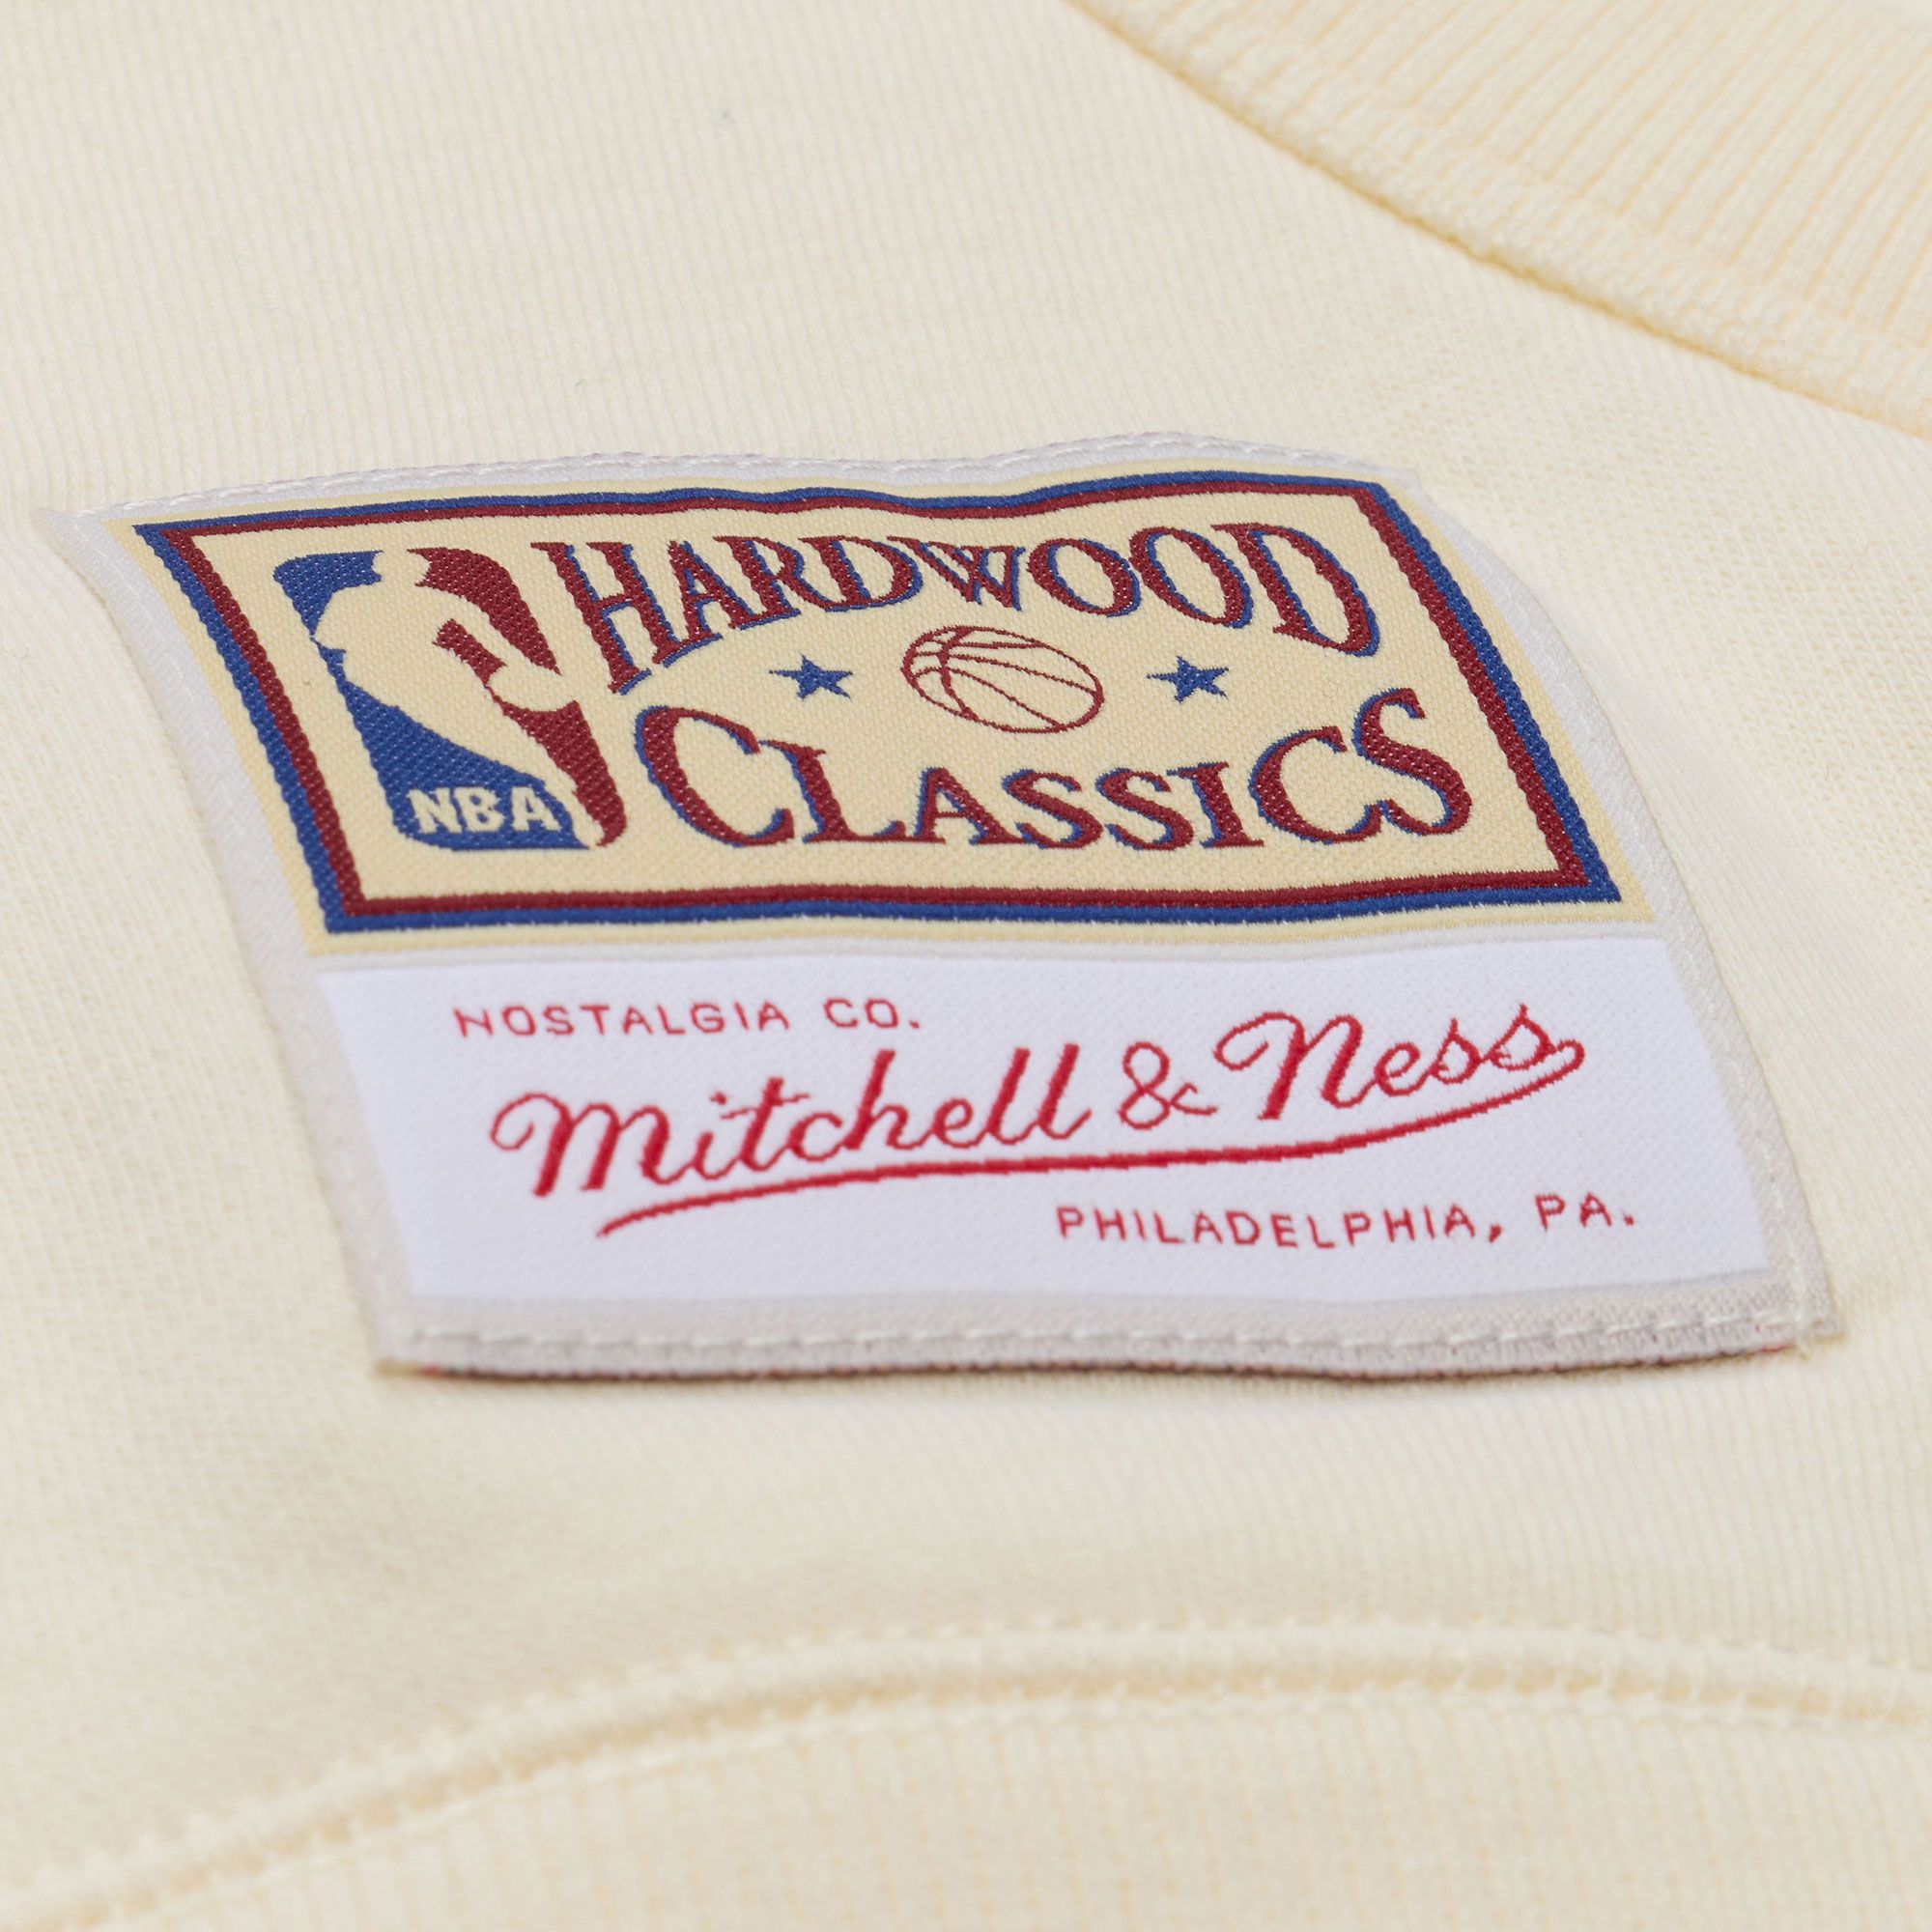 NBA
HARDWOOD
CLASSICS
NOSTALGIA CO.
Mitchell & Ness
PHILADELPHIA, PA.